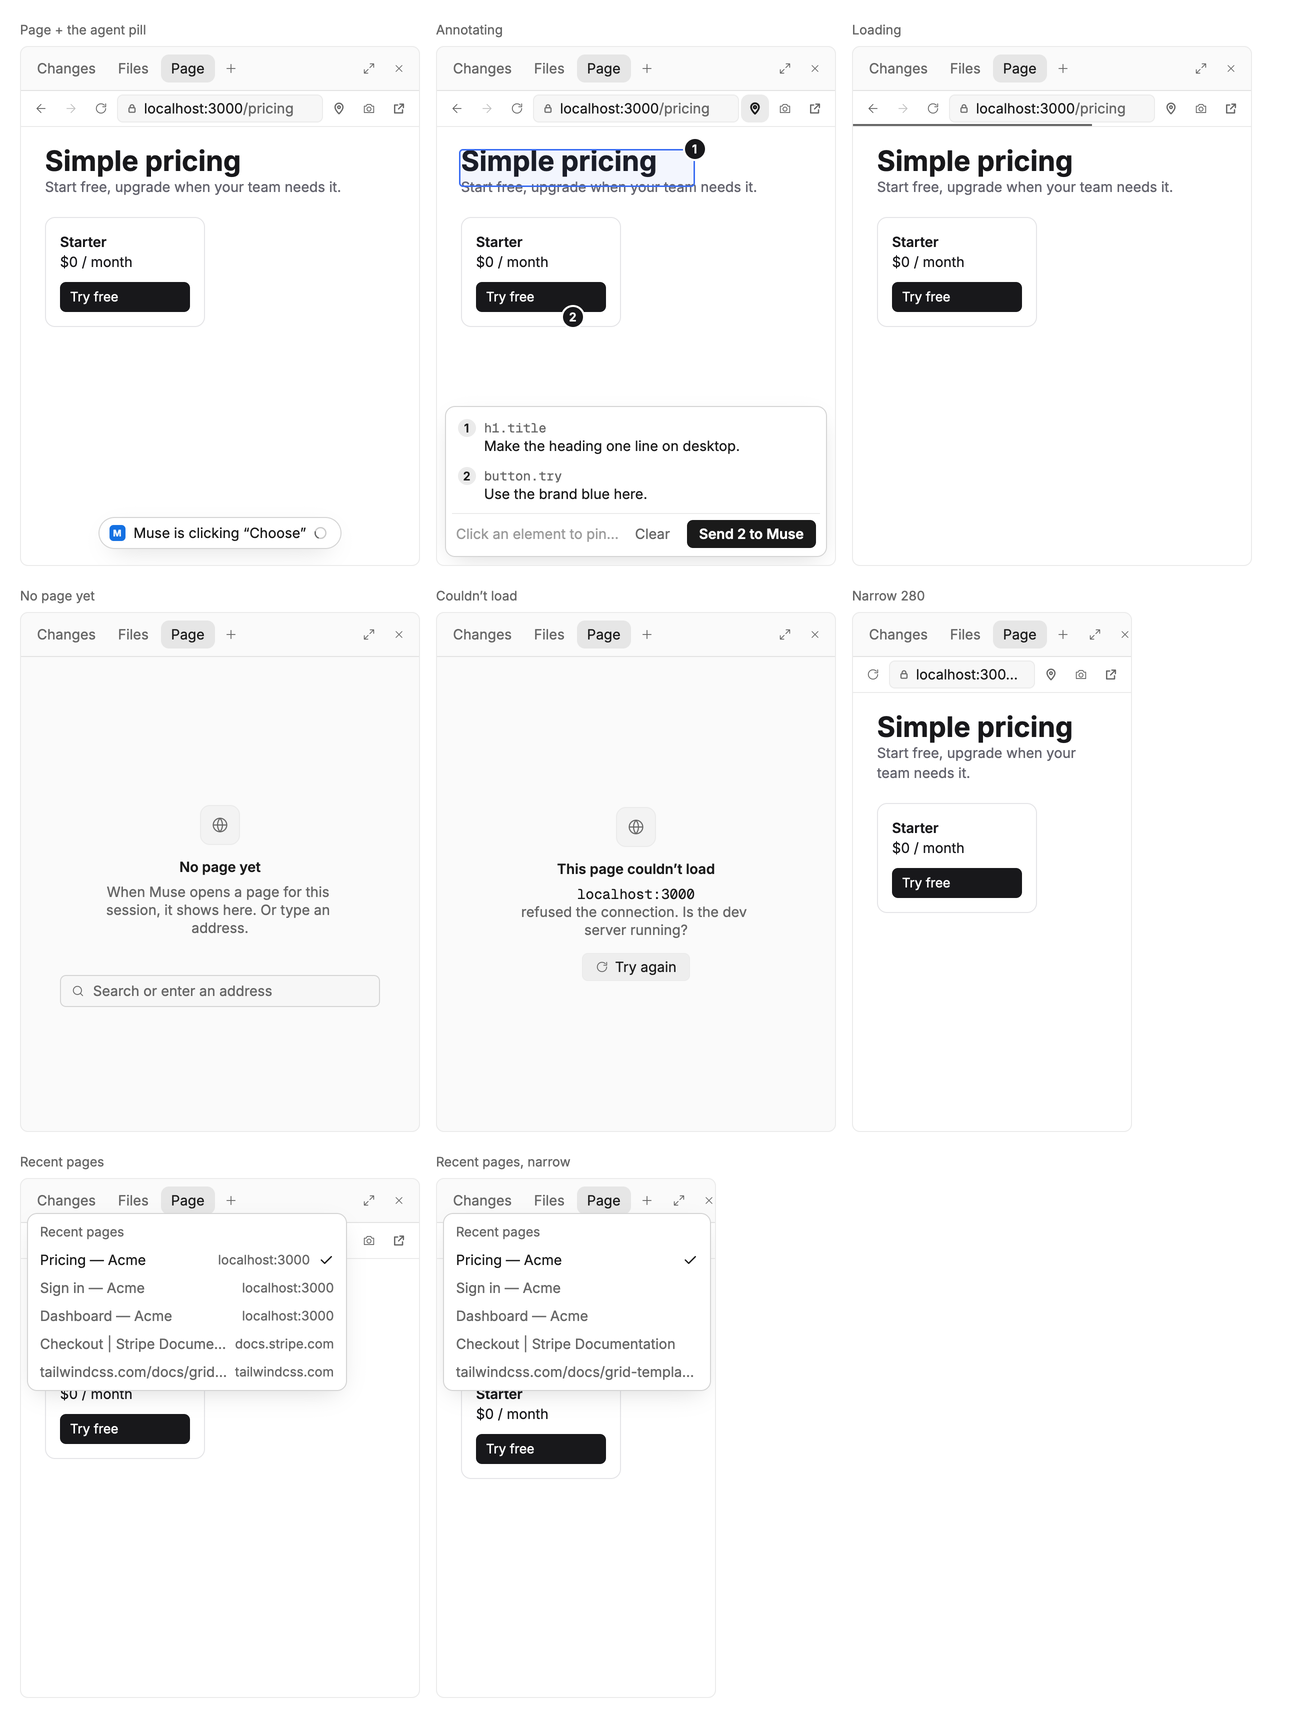 Page + the agent pill
Changes Files Page
localhost:3000/pricing
Simple pricing
Start free, upgrade when your team needs it.
Starter
$0 / month
Try free
M Muse is clicking “Choose”
Annotating
Changes Files Page
localhost:3000/pricing
Simple pricing 1
Start free, upgrade when your team needs it.
Starter
$0 / month
Try free
2
1 h1.title
Make the heading one line on desktop.
2 button.try
Use the brand blue here.
Click an element to pin... Clear Send 2 to Muse
Loading
Changes Files Page
localhost:3000/pricing
Simple pricing
Start free, upgrade when your team needs it.
Starter
$0 / month
Try free
No page yet
Changes Files Page
No page yet
When Muse opens a page for this
session, it shows here. Or type an
address.
Search or enter an address
Couldn’t load
Changes Files Page
This page couldn’t load
localhost:3000
refused the connection. Is the dev
server running?
Try again
Narrow 280
Changes Files Page
localhost:300...
Simple pricing
Start free, upgrade when your
team needs it.
Starter
$0 / month
Try free
Recent pages
Changes Files Page
Recent pages
Pricing — Acme localhost:3000
Sign in — Acme localhost:3000
Dashboard — Acme localhost:3000
Checkout | Stripe Docume... docs.stripe.com
tailwindcss.com/docs/grid... tailwindcss.com
$0 / month
Try free
Recent pages, narrow
Changes Files Page
Recent pages
Pricing — Acme
Sign in — Acme
Dashboard — Acme
Checkout | Stripe Documentation
tailwindcss.com/docs/grid-templa...
Starter
$0 / month
Try free